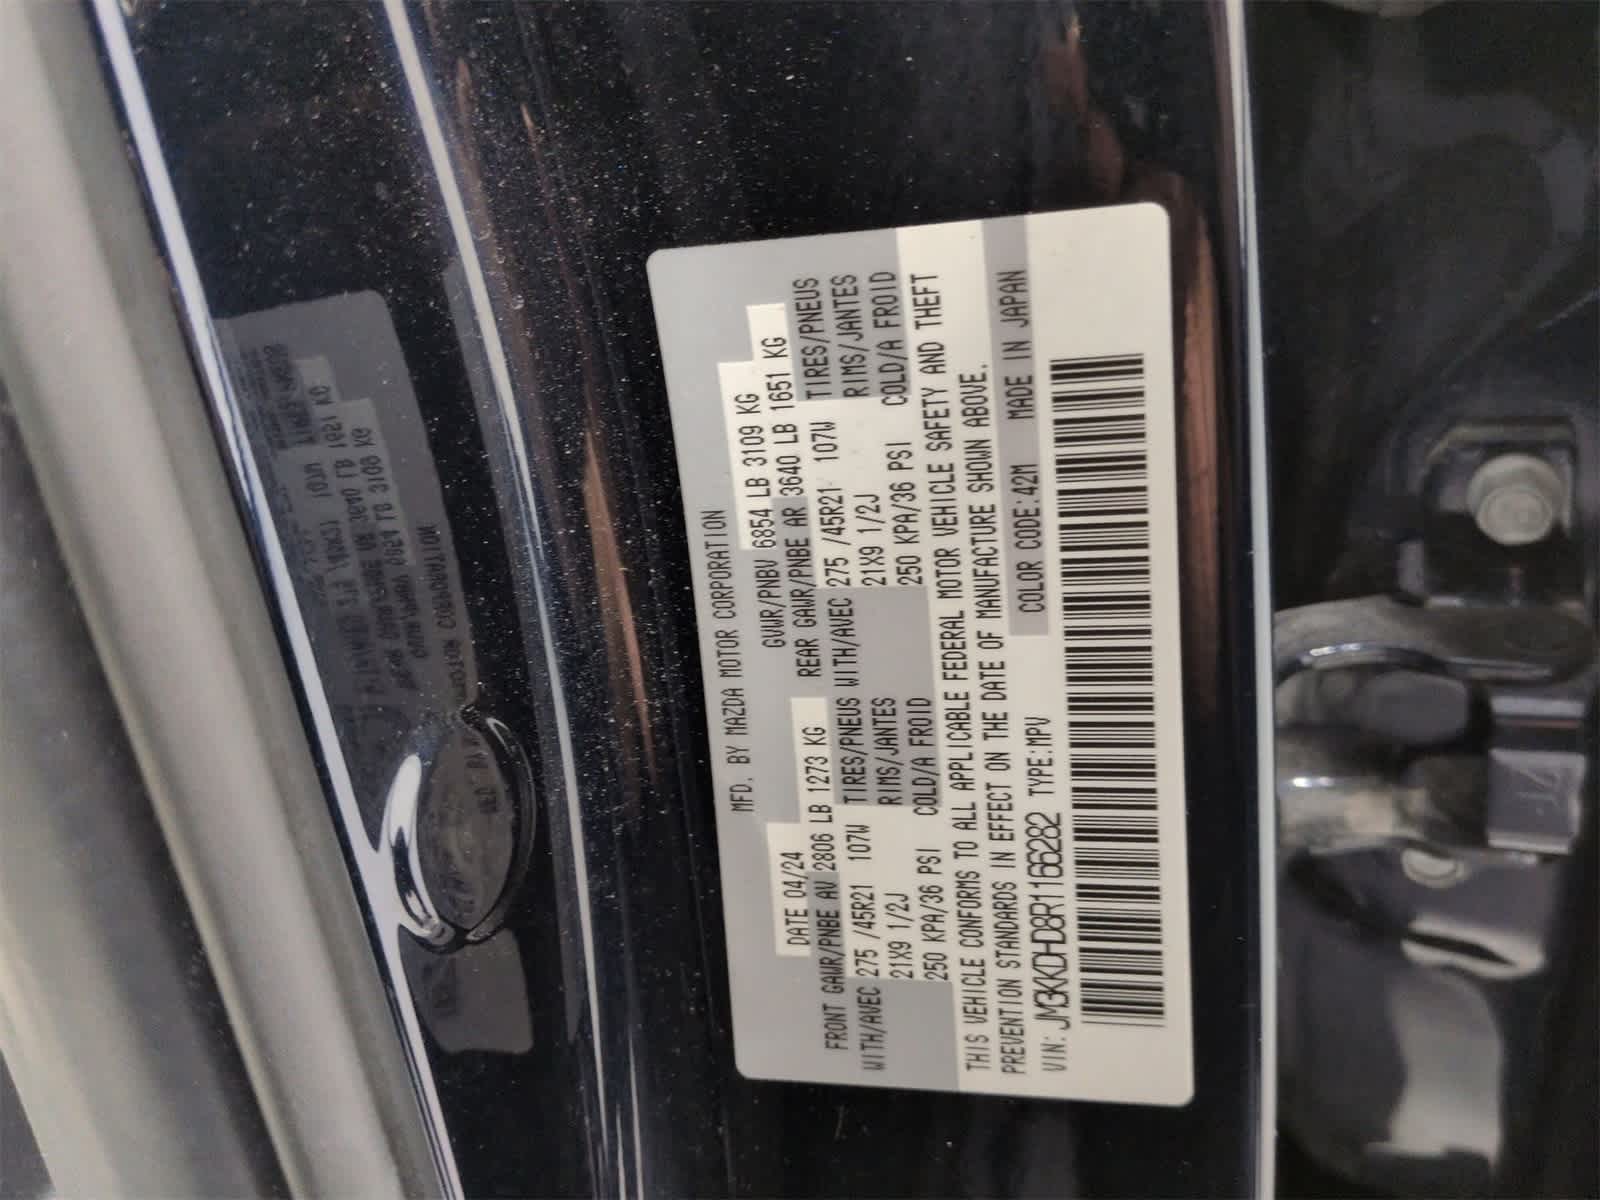 MFD. BY MAZDA MOTOR CORPORATION
DATE 04/24 GVWR/PNBV 6854 LB 3109 KG
FRONT GAWR/PNBE AV 2806 LB 1273 KG REAR GAWR/PNBE AR 3640 LB 1651 KG
WITH/AVEC 275 /45R21 107W TIRES/PNEUS WITH/AVEC 275 /45R21 107W TIRES/PNEUS
21X9 1/2J RIMS/JANTES 21X9 1/2J RIMS/JANTES
250 KPA/36 PSI COLD/A FROID 250 KPA/36 PSI COLD/A FROID
THIS VEHICLE CONFORMS TO ALL APPLICABLE FEDERAL MOTOR VEHICLE SAFETY AND THEFT
PREVENTION STANDARDS IN EFFECT ON THE DATE OF MANUFACTURE SHOWN ABOVE.
VIN: JM3KKDHD8R1166282 TYPE:MPV COLOR CODE:42M MADE IN JAPAN